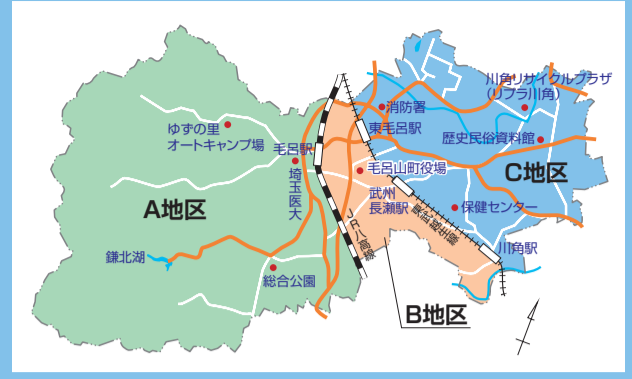 川角リサイクルプラザ
(リプラ川角)
消防署
東毛呂駅
歴史民俗資料館
ゆずの里
オートキャンプ場
毛呂駅
毛呂山町役場
C地区
埼玉医大
武州
長瀬駅
A地区
保健センター
JR八高線
東武越生線
川角駅
鎌北湖
総合公園
B地区